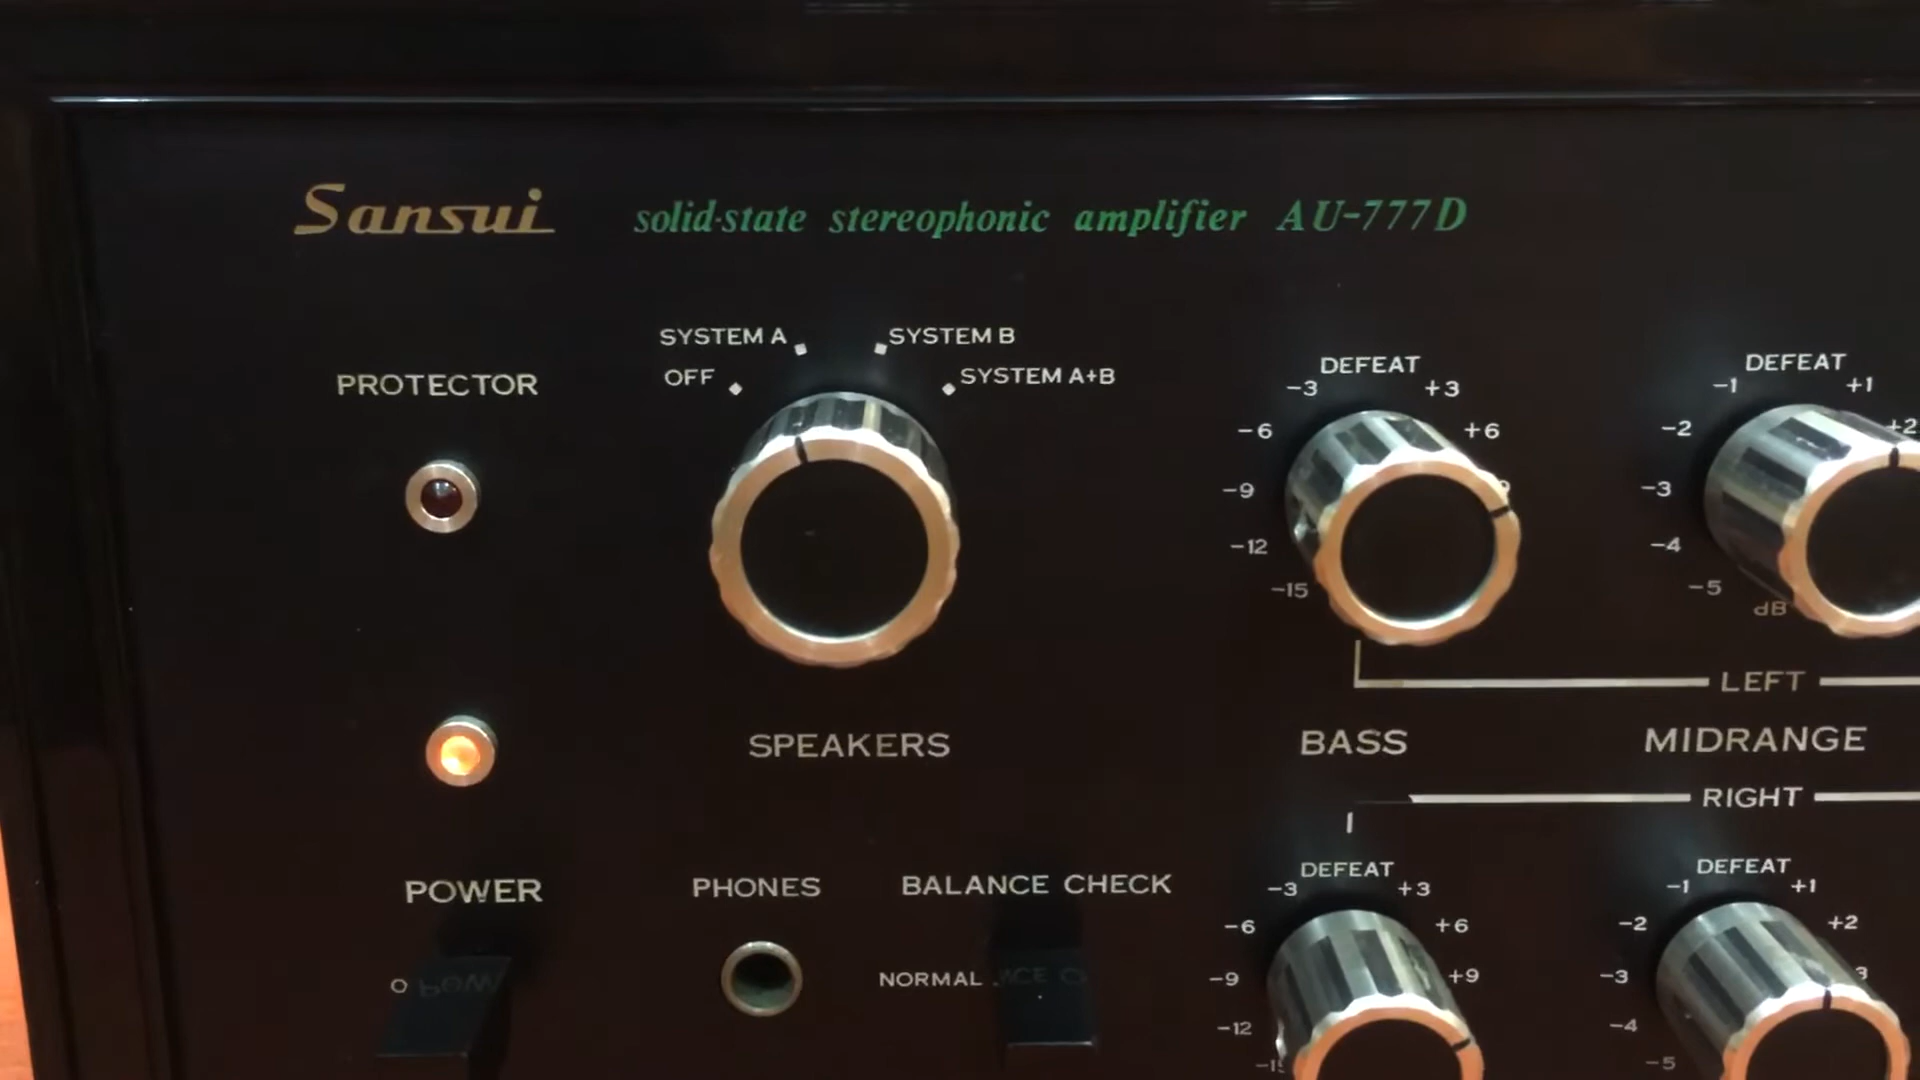 Sansui solid-state stereophonic amplifier AU-777D
SYSTEM A SYSTEM B
OFF SYSTEM A+B
PROTECTOR
DEFEAT
-3 +3
-6 +6
-9
-12
-15
DEFEAT
-1 +1
-2 +2
-3
-4
-5
dB
LEFT
SPEAKERS BASS MIDRANGE
RIGHT
POWER PHONES BALANCE CHECK
NORMAL
DEFEAT
-3 +3
-6 +6
-9 +9
-12
DEFEAT
-1 +1
-2 +2
-3 3
-4
-5